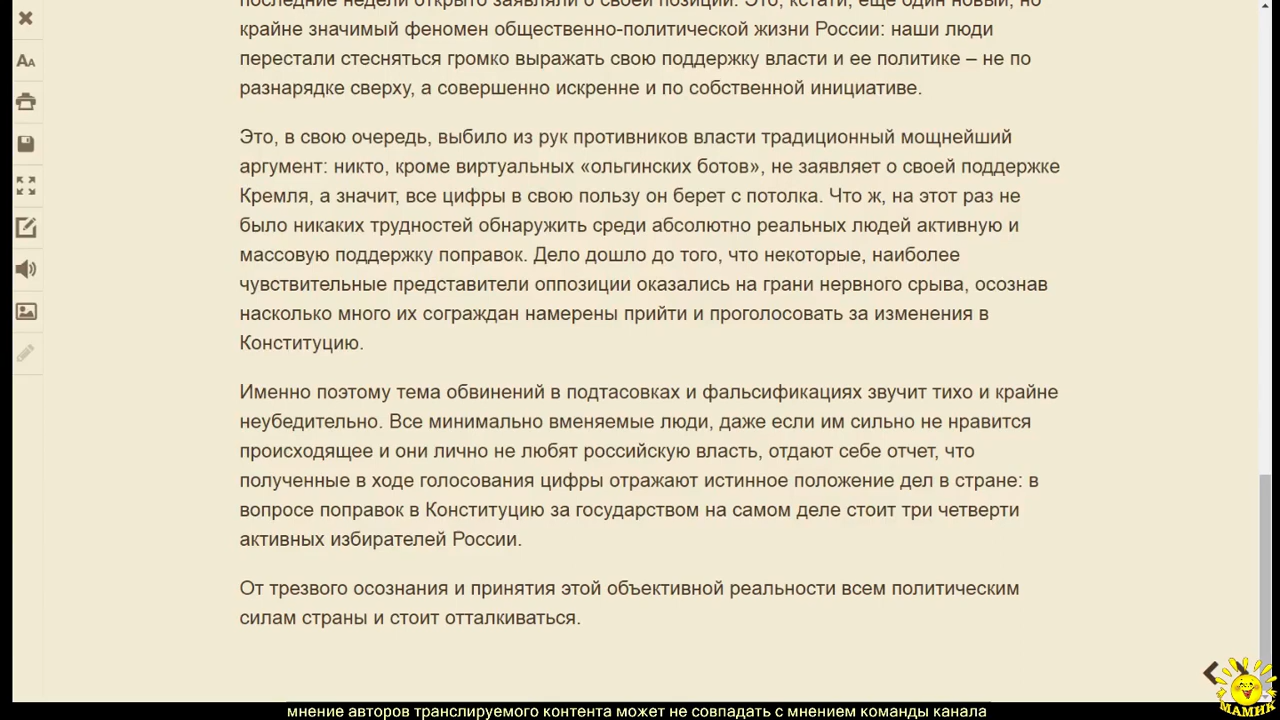 последние недели открыто заявляли о своей позиции. Это, кстати, еще один новый, но
крайне значимый феномен общественно-политической жизни России: наши люди
перестали стесняться громко выражать свою поддержку власти и ее политике – не по
разнарядке сверху, а совершенно искренне и по собственной инициативе.
Это, в свою очередь, выбило из рук противников власти традиционный мощнейший
аргумент: никто, кроме виртуальных «ольгинских ботов», не заявляет о своей поддержке
Кремля, а значит, все цифры в свою пользу он берет с потолка. Что ж, на этот раз не
было никаких трудностей обнаружить среди абсолютно реальных людей активную и
массовую поддержку поправок. Дело дошло до того, что некоторые, наиболее
чувствительные представители оппозиции оказались на грани нервного срыва, осознав
насколько много их сограждан намерены прийти и проголосовать за изменения в
Конституцию.
Именно поэтому тема обвинений в подтасовках и фальсификациях звучит тихо и крайне
неубедительно. Все минимально вменяемые люди, даже если им сильно не нравится
происходящее и они лично не любят российскую власть, отдают себе отчет, что
полученные в ходе голосования цифры отражают истинное положение дел в стране: в
вопросе поправок в Конституцию за государством на самом деле стоит три четверти
активных избирателей России.
От трезвого осознания и принятия этой объективной реальности всем политическим
силам страны и стоит отталкиваться.
МАМИК
мнение авторов транслируемого контента может не совпадать с мнением команды канала